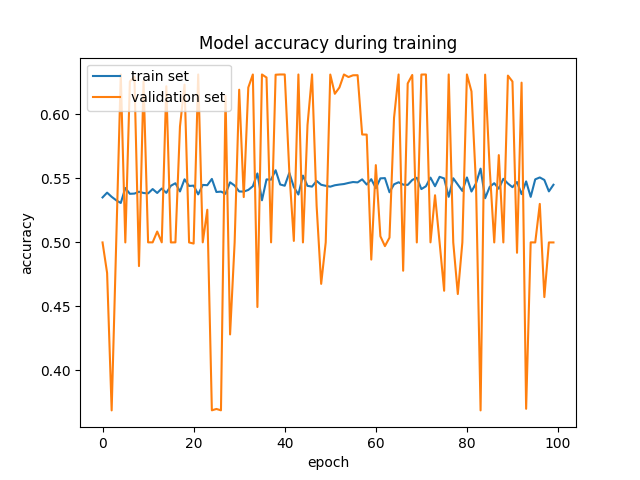 Model accuracy during training
train set
validation set
0.60
0.55
0.50
0.45
0.40
accuracy
0 20 40 60 80 100
epoch